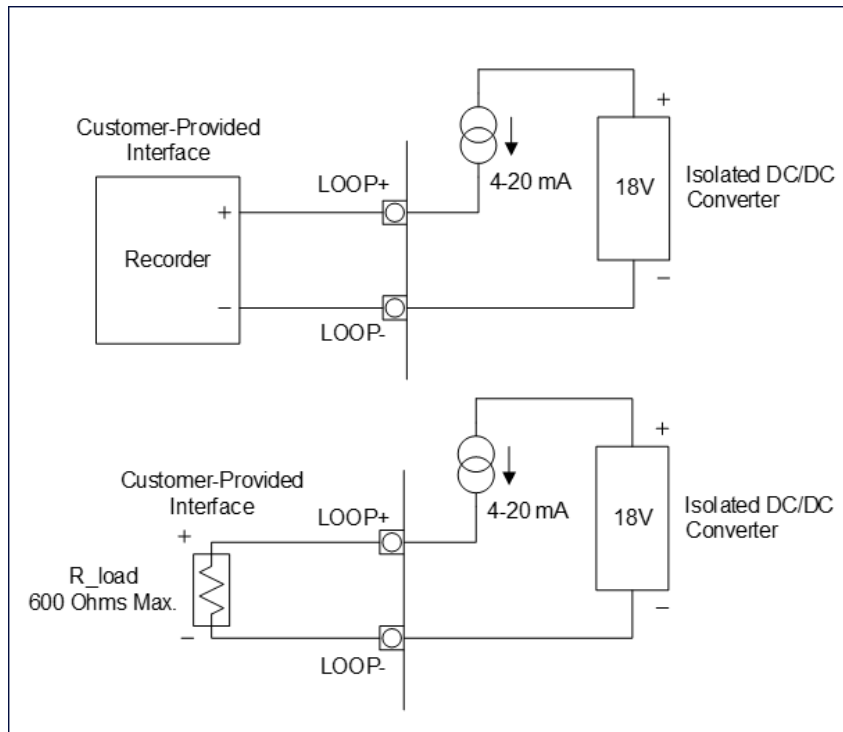 Customer-Provided
Interface
Recorder
+
−
LOOP+
LOOP-
4-20 mA
+
18V
−
Isolated DC/DC
Converter
Customer-Provided
Interface
+
R_load
600 Ohms Max.
−
LOOP+
LOOP-
4-20 mA
+
18V
−
Isolated DC/DC
Converter